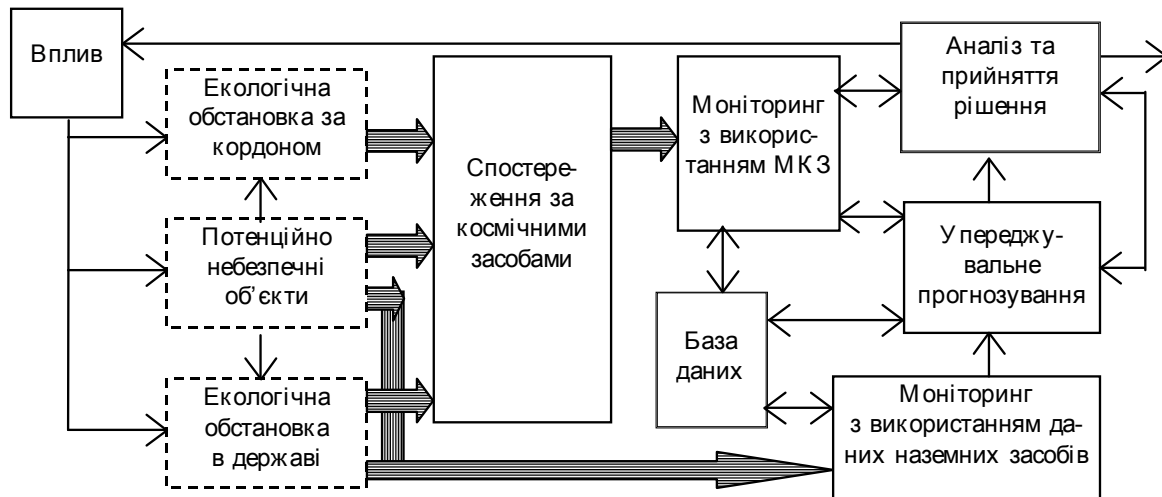 Вплив
Екологічна
обстановка за
кордоном
Потенційно
небезпечні
об’єкти
Екологічна
обстановка
в державі
Спостере-
ження за
космічними
засобами
Моніторинг
з викорис-
танням МКЗ
База
даних
Аналіз та
прийняття
рішення
Упереджу-
вальне
прогнозування
Моніторинг
з використанням да-
них наземних засобів